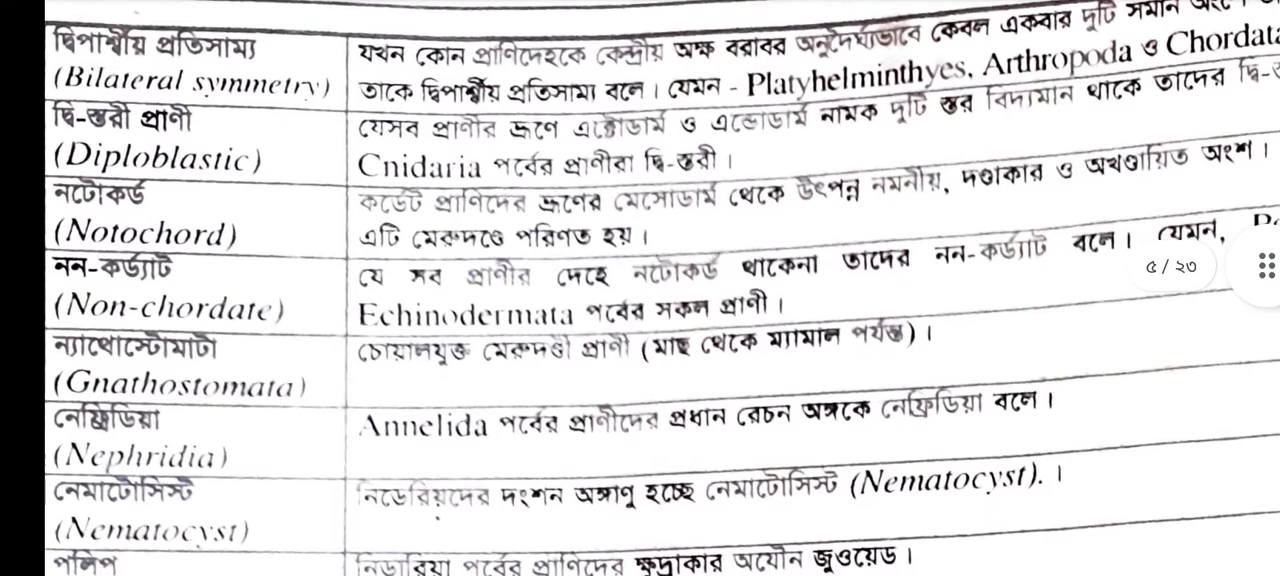 দ্বিপার্শ্বীয় প্রতিসাম্য
(Bilateral symmetry)
যখন কোন প্রাণিদেহকে কেন্দ্রীয় অক্ষ বরাবর অনুদৈর্ঘ্যভাবে কেবল একবার দুটি সমান
তাকে দ্বিপার্শ্বীয় প্রতিসাম্য বলে। যেমন - Platyhelminthyes, Arthropoda ও Chordata
দ্বি-স্তরী প্রাণী
(Diploblastic)
যেসব প্রাণীর ভ্রূণে এক্টোডার্ম ও এন্ডোডার্ম নামক দুটি স্তর বিদ্যমান থাকে তাদের
Cnidaria পর্বের প্রাণীরা দ্বি-স্তরী।
নটোকর্ড
(Notochord)
কর্ডেট প্রাণিদের ভ্রূণের মেসোডার্ম থেকে উৎপন্ন নমনীয়, দণ্ডাকার ও অখণ্ডায়িত অংশ।
এটি মেরুদণ্ডে পরিণত হয়।
নন-কর্ড্যাট
(Non-chordate)
যে সব প্রাণীর দেহে নটোকর্ড থাকেনা তাদের নন-কর্ড্যাট বলে। যেমন,
Echinodermata পর্বের সকল প্রাণী।
৫ / ২৩
ন্যাথোস্টোমাটা
(Gnathostomata)
চোয়ালযুক্ত মেরুদণ্ডী প্রাণী (মাছ থেকে ম্যামাল পর্যন্ত)।
নেফ্রিডিয়া
(Nephridia)
Annelida পর্বের প্রাণীদের প্রধান রেচন অঙ্গকে নেফ্রিডিয়া বলে।
নেমাটোসিস্ট
(Nematocyst)
নিডেরিয়দের দংশন অঙ্গাণু হচ্ছে নেমাটোসিস্ট (Nematocyst). ।
পলিপ
নিডারিয়া পর্বের প্রাণিদের ক্ষুদ্রাকার অযৌন জুওয়েড।